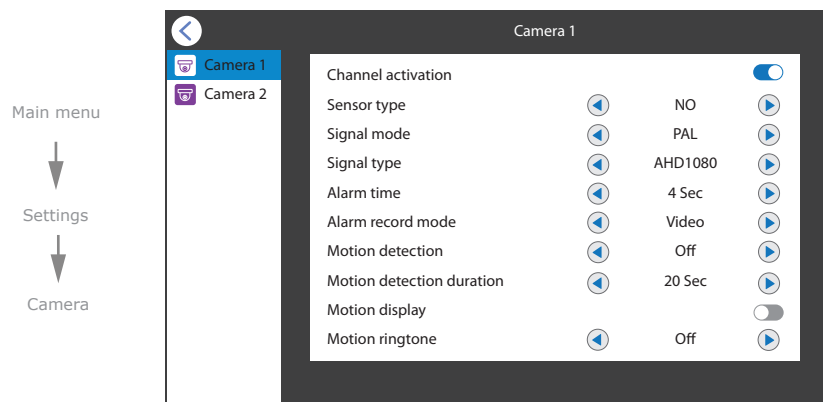 Main menu
Settings
Camera
Camera 1
Camera 1
Camera 2
Channel activation
Sensor type NO
Signal mode PAL
Signal type AHD1080
Alarm time 4 Sec
Alarm record mode Video
Motion detection Off
Motion detection duration 20 Sec
Motion display
Motion ringtone Off